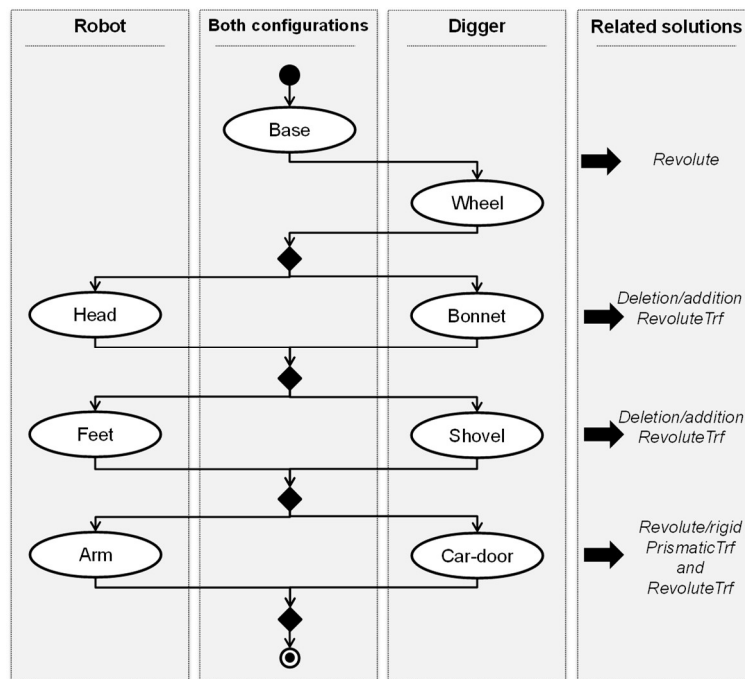 Robot
Both configurations
Digger
Related solutions
Base
Revolute
Wheel
Head
Bonnet
Deletion/addition
RevoluteTrf
Feet
Shovel
Deletion/addition
RevoluteTrf
Arm
Car-door
Revolute/rigid
PrismaticTrf
and
RevoluteTrf